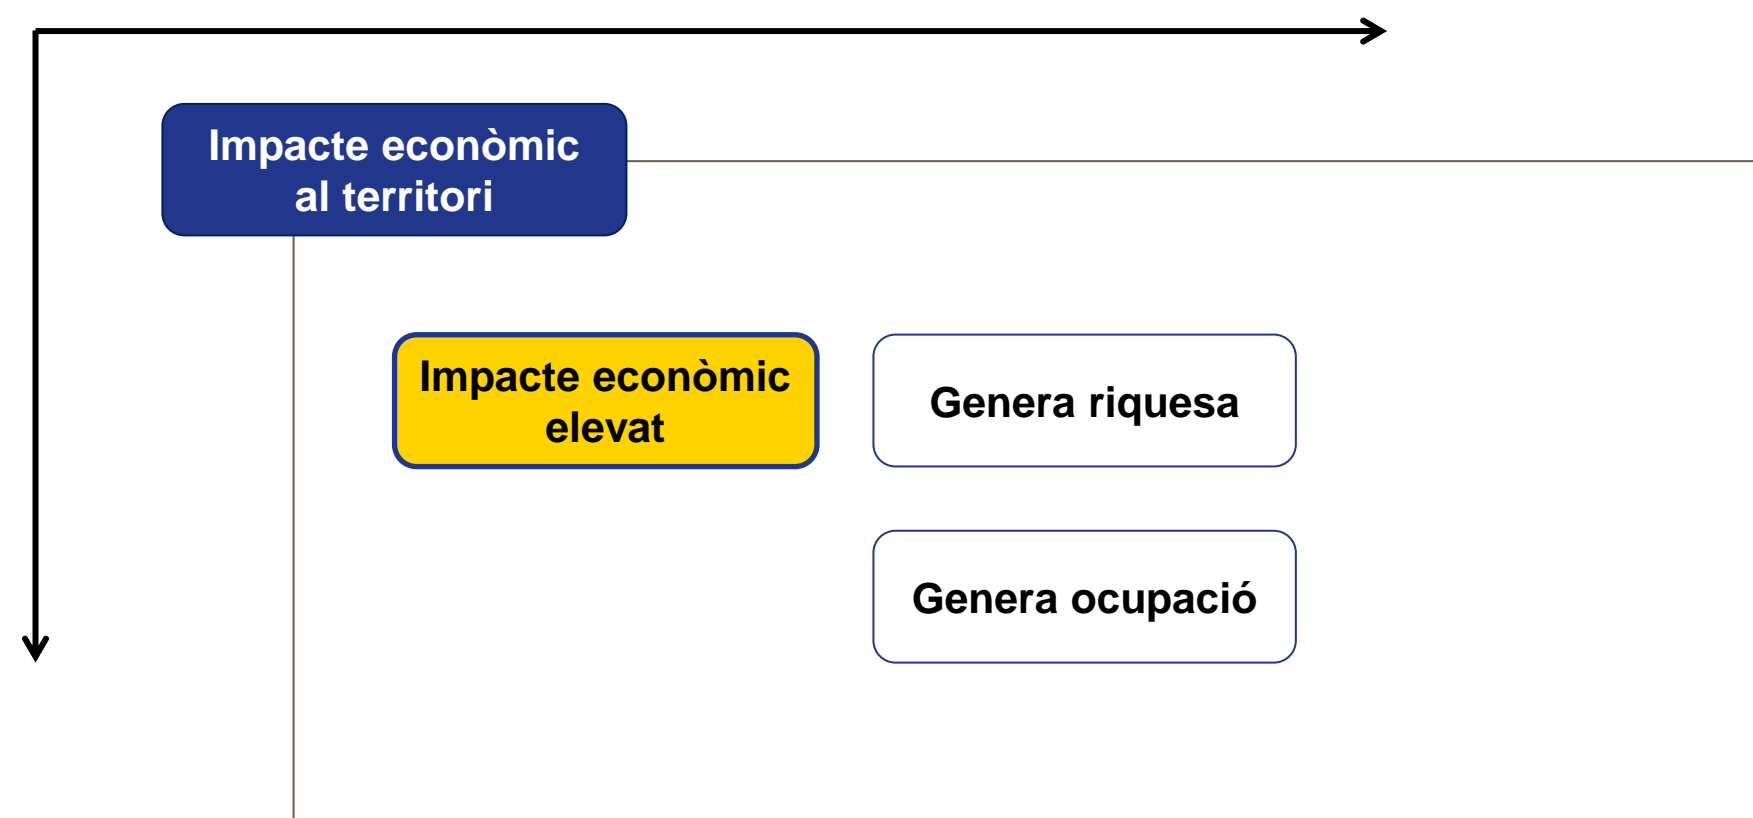 Impacte econòmic
al territori
Impacte econòmic
elevat
Genera riquesa
Genera ocupació